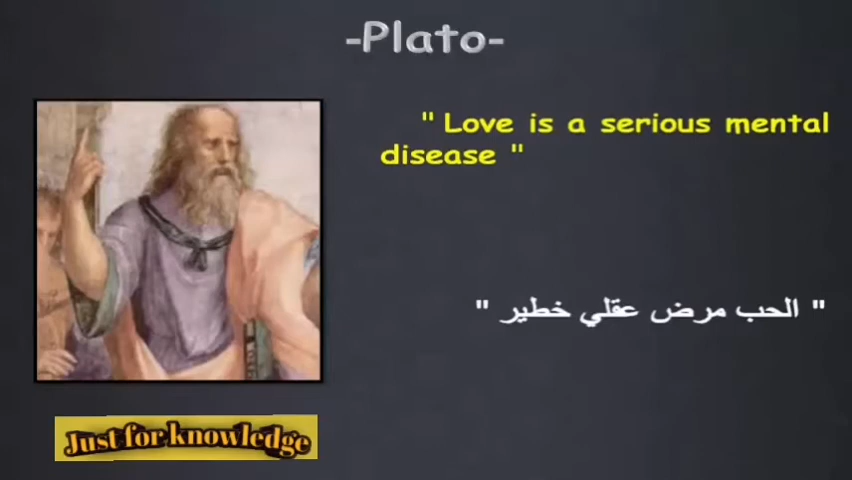 -Plato-
" Love is a serious mental
disease "
" الحب مرض عقلي خطير "
Just for knowledge